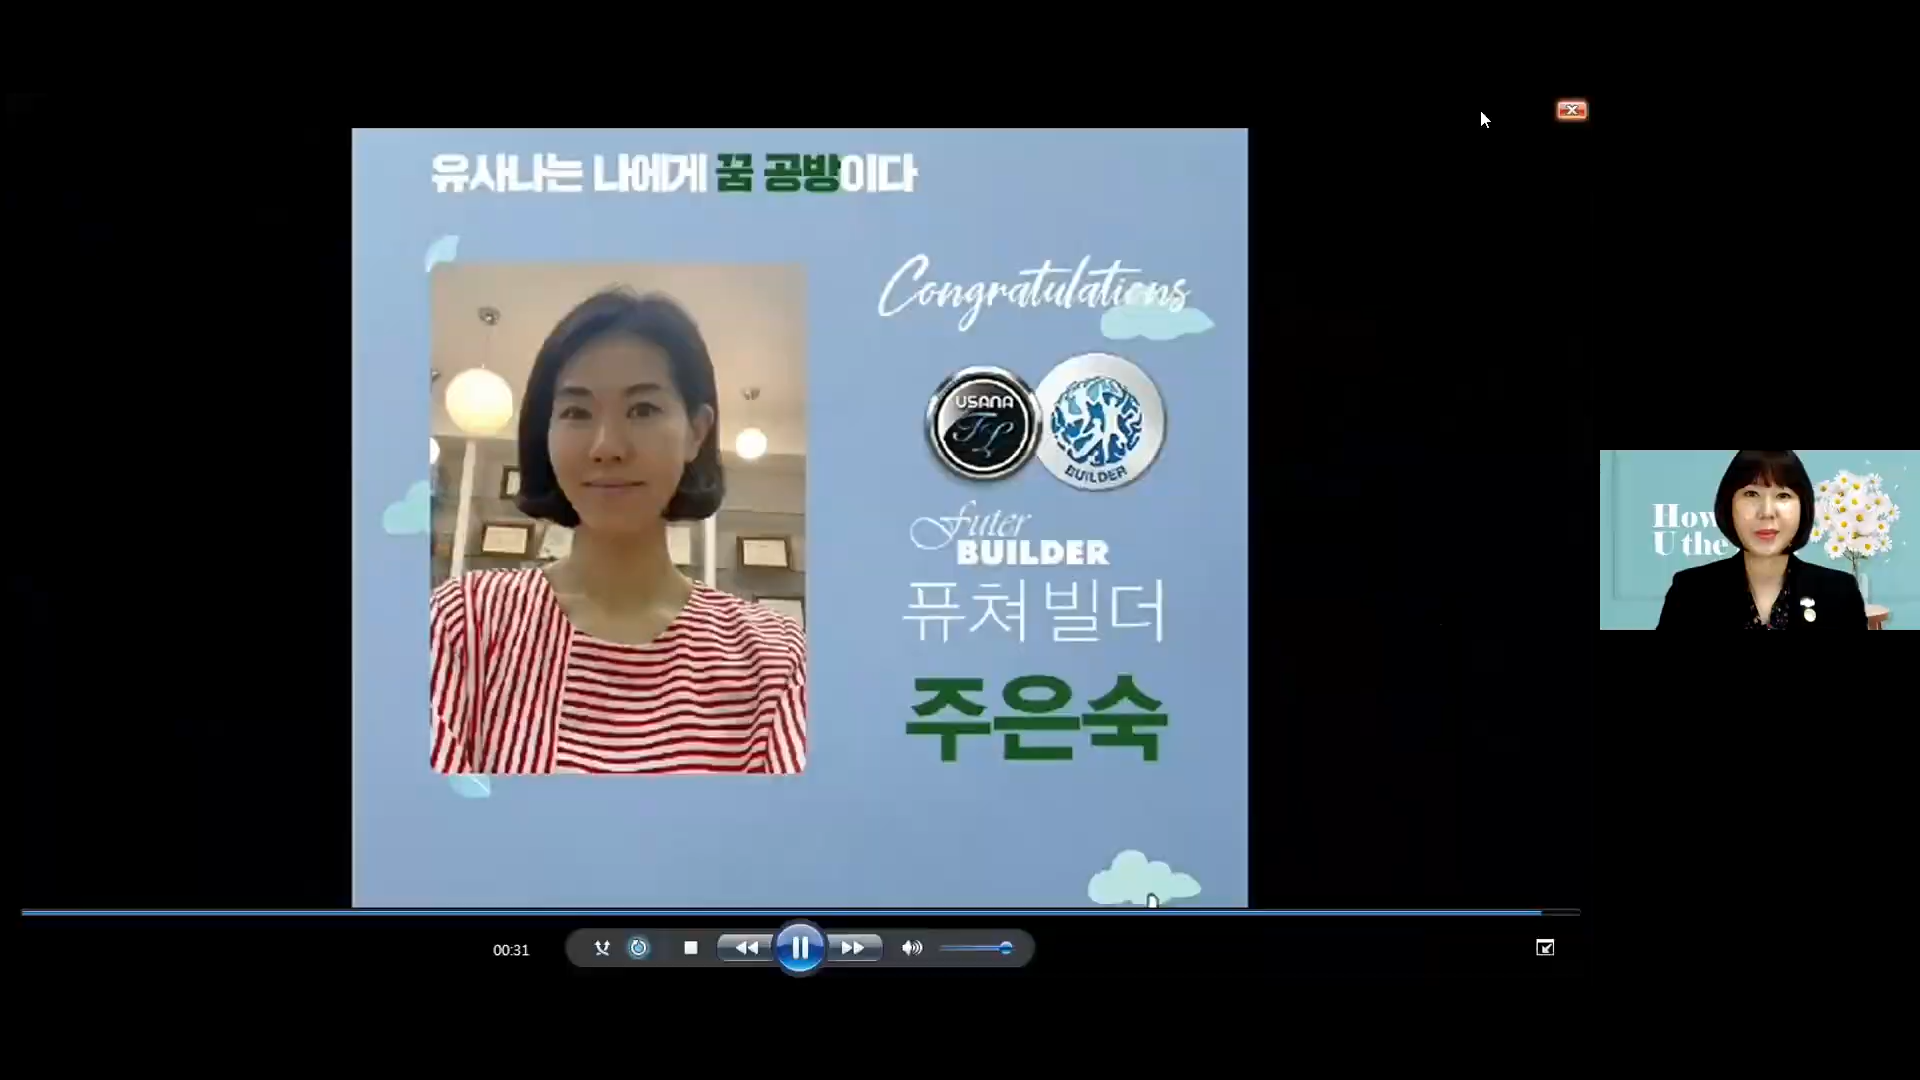 유사나는 나에게 꿈 공방이다
Congratulations
USANA
FL
BUILDER
Futer
BUILDER
퓨쳐빌더
주은숙
How
U the
00:31